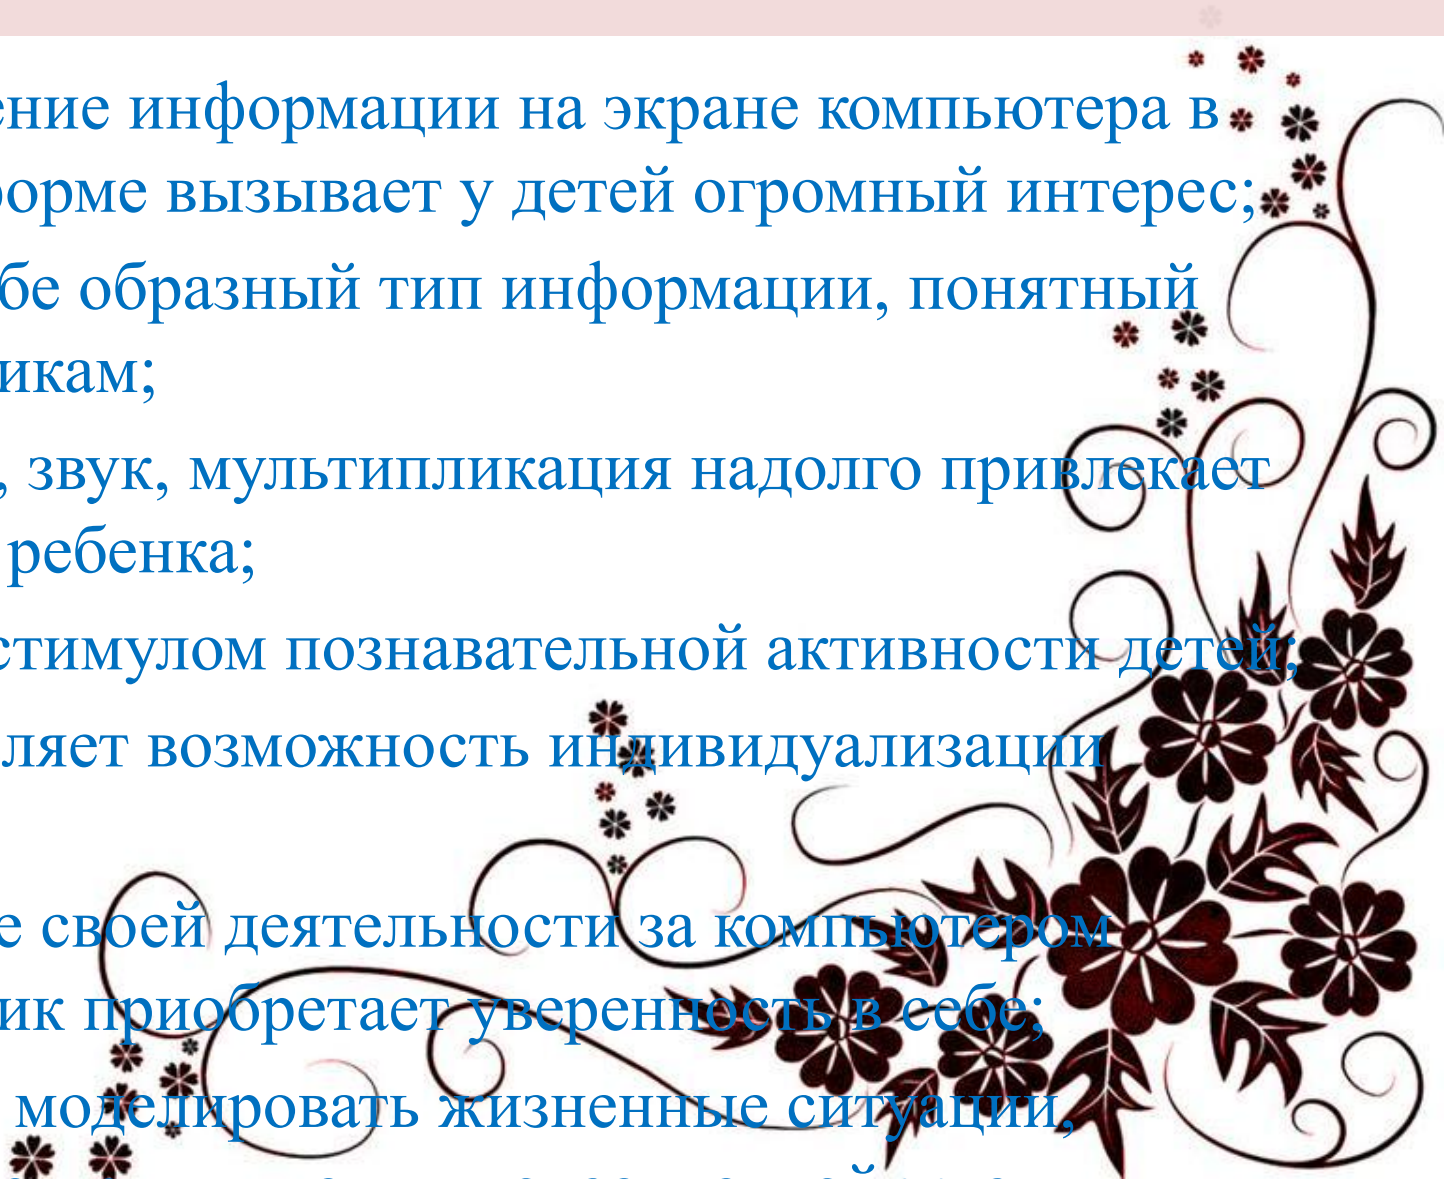 ение информации на экране компьютера в
орме вызывает у детей огромный интерес;
бе образный тип информации, понятный
икам;
, звук, мультипликация надолго привлекает
ребенка;
стимулом познавательной активности детей;
ляет возможность индивидуализации
е своей деятельности за компьютером
ик приобретает уверенность в себе;
моделировать жизненные ситуации,